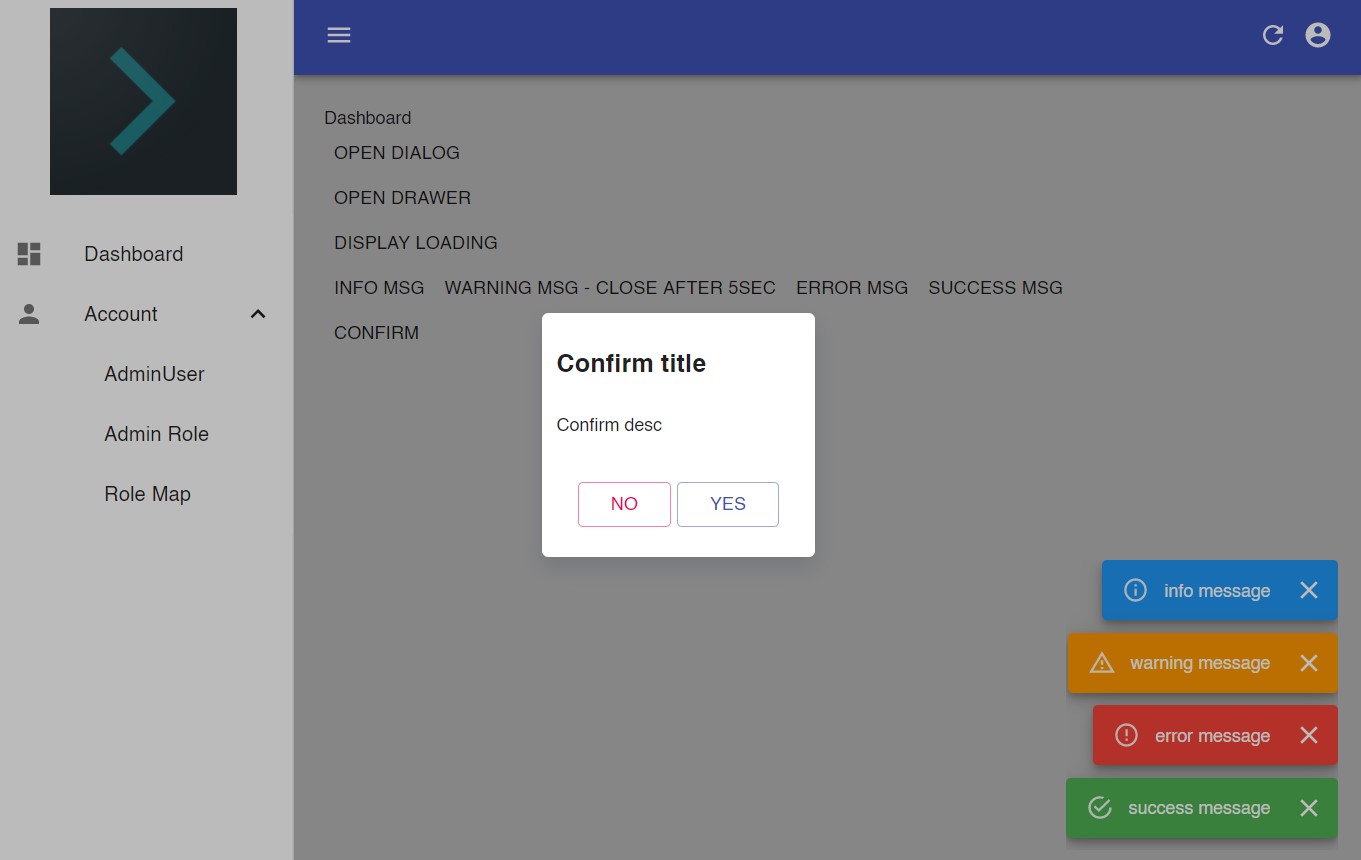 Dashboard
Account
AdminUser
Admin Role
Role Map
Dashboard
OPEN DIALOG
OPEN DRAWER
DISPLAY LOADING
INFO MSG WARNING MSG - CLOSE AFTER 5SEC ERROR MSG SUCCESS MSG
CONFIRM
Confirm title
Confirm desc
NO YES
info message
warning message
error message
success message